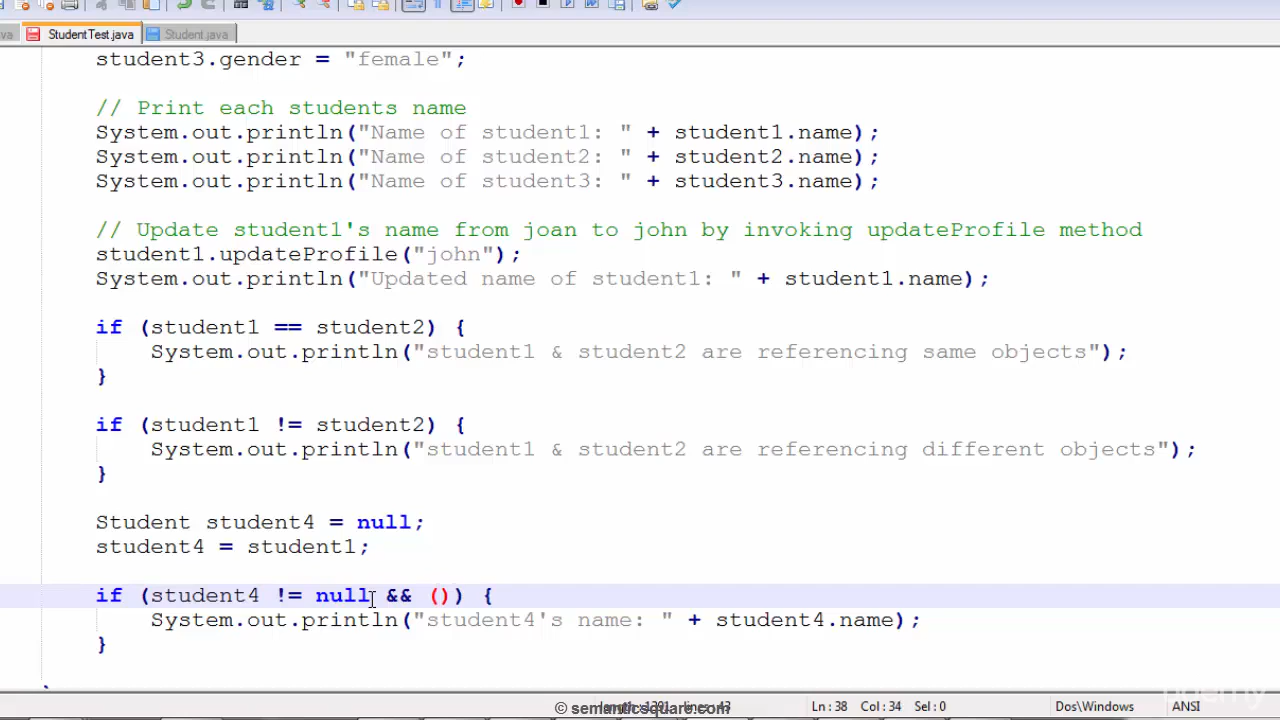 va StudentTest.java Student.java
student3.gender = "female";
// Print each students name
System.out.println("Name of student1: " + student1.name);
System.out.println("Name of student2: " + student2.name);
System.out.println("Name of student3: " + student3.name);
// Update student1's name from joan to john by invoking updateProfile method
student1.updateProfile("john");
System.out.println("Updated name of student1: " + student1.name);
if (student1 == student2) {
System.out.println("student1 & student2 are referencing same objects");
}
if (student1 != student2) {
System.out.println("student1 & student2 are referencing different objects");
}
Student student4 = null;
student4 = student1;
if (student4 != null && ()) {
System.out.println("student4's name: " + student4.name);
}
© semanticsquare.com
Ln : 38 Col : 34 Sel : 0 Dos\Windows ANSI